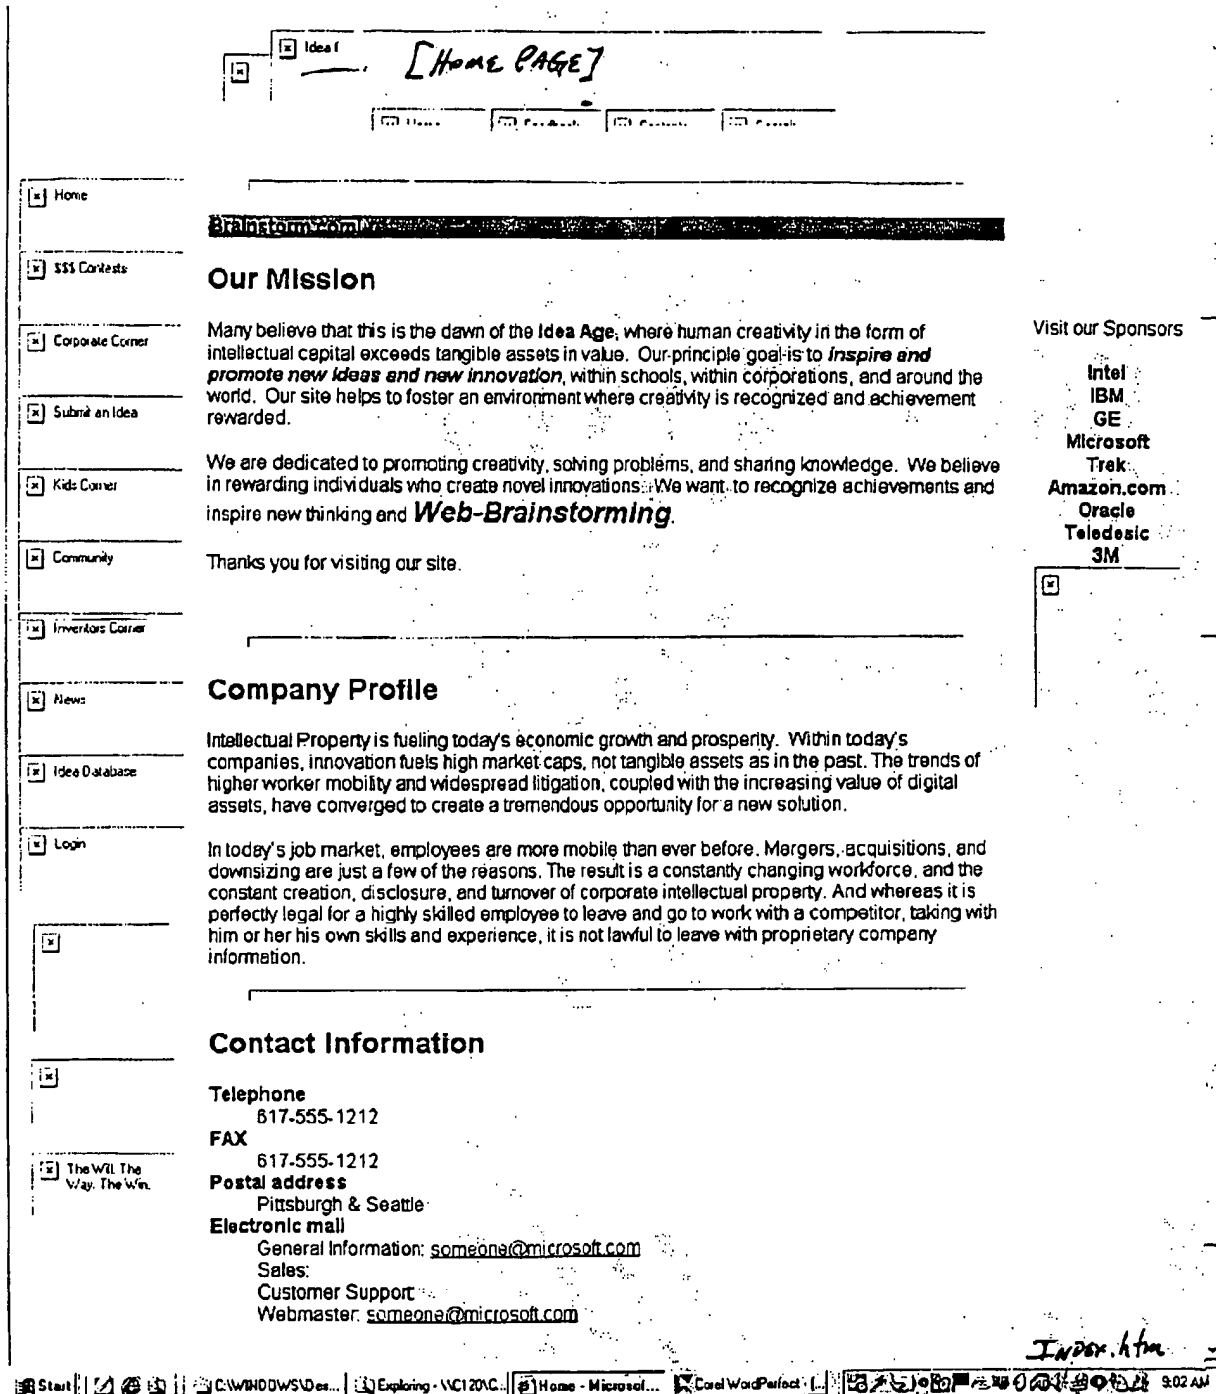 Idea f
[HOME PAGE]
Home
Brainstorm.com
$$$ Contests
Corporate Corner
Submit an Idea
Kids Corner
Community
Inventors Corner
News
Idea Database
Login
The Will. The
Way. The Win.
Our Mission
Many believe that this is the dawn of the Idea Age, where human creativity in the form of
intellectual capital exceeds tangible assets in value. Our principle goal is to inspire and
promote new ideas and new innovation, within schools, within corporations, and around the
world. Our site helps to foster an environment where creativity is recognized and achievement
rewarded.
We are dedicated to promoting creativity, solving problems, and sharing knowledge. We believe
in rewarding individuals who create novel innovations. We want to recognize achievements and
inspire new thinking and Web-Brainstorming.
Thanks you for visiting our site.
Visit our Sponsors
Intel
IBM
GE
Microsoft
Trek
Amazon.com
Oracle
Teledesic
3M
Company Profile
Intellectual Property is fueling today's economic growth and prosperity. Within today's
companies, innovation fuels high market caps, not tangible assets as in the past. The trends of
higher worker mobility and widespread litigation, coupled with the increasing value of digital
assets, have converged to create a tremendous opportunity for a new solution.
In today's job market, employees are more mobile than ever before. Mergers, acquisitions, and
downsizing are just a few of the reasons. The result is a constantly changing workforce, and the
constant creation, disclosure, and turnover of corporate intellectual property. And whereas it is
perfectly legal for a highly skilled employee to leave and go to work with a competitor, taking with
him or her his own skills and experience, it is not lawful to leave with proprietary company
information.
Contact Information
Telephone
617-555-1212
FAX
617-555-1212
Postal address
Pittsburgh & Seattle
Electronic mail
General Information: someone@microsoft.com
Sales:
Customer Support:
Webmaster: someone@microsoft.com
INDEX.htm
Start C:\WINDOWS\Des... Exploring - \\C120\C... Home - Microsof... Corel WordPerfect - [... 9:02 AM